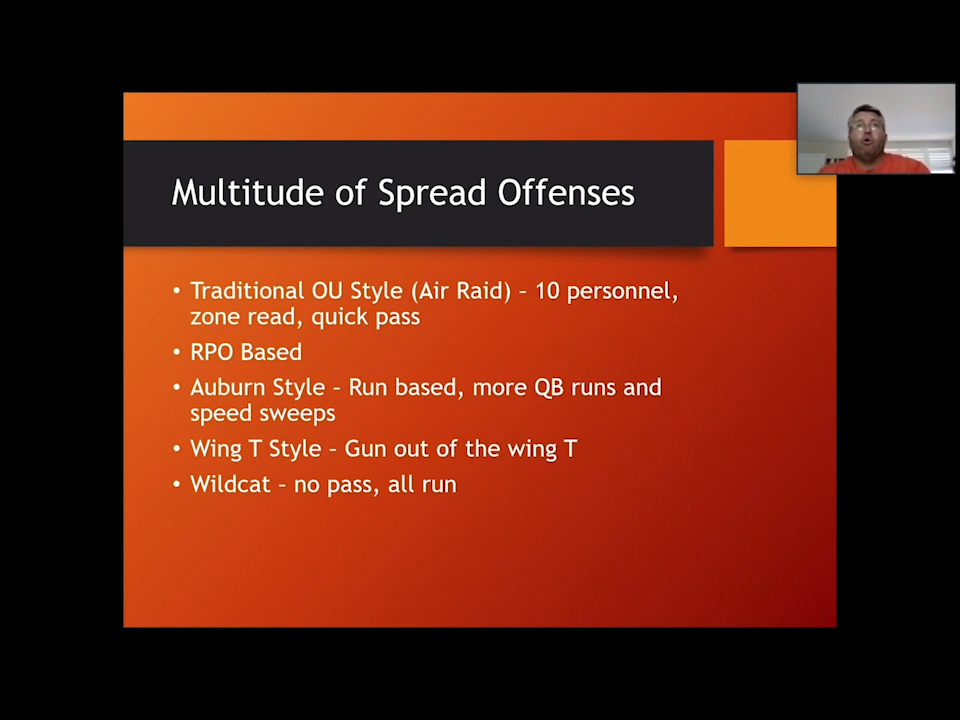 Multitude of Spread Offenses
• Traditional OU Style (Air Raid) – 10 personnel,
zone read, quick pass
• RPO Based
• Auburn Style – Run based, more QB runs and
speed sweeps
• Wing T Style – Gun out of the wing T
• Wildcat – no pass, all run